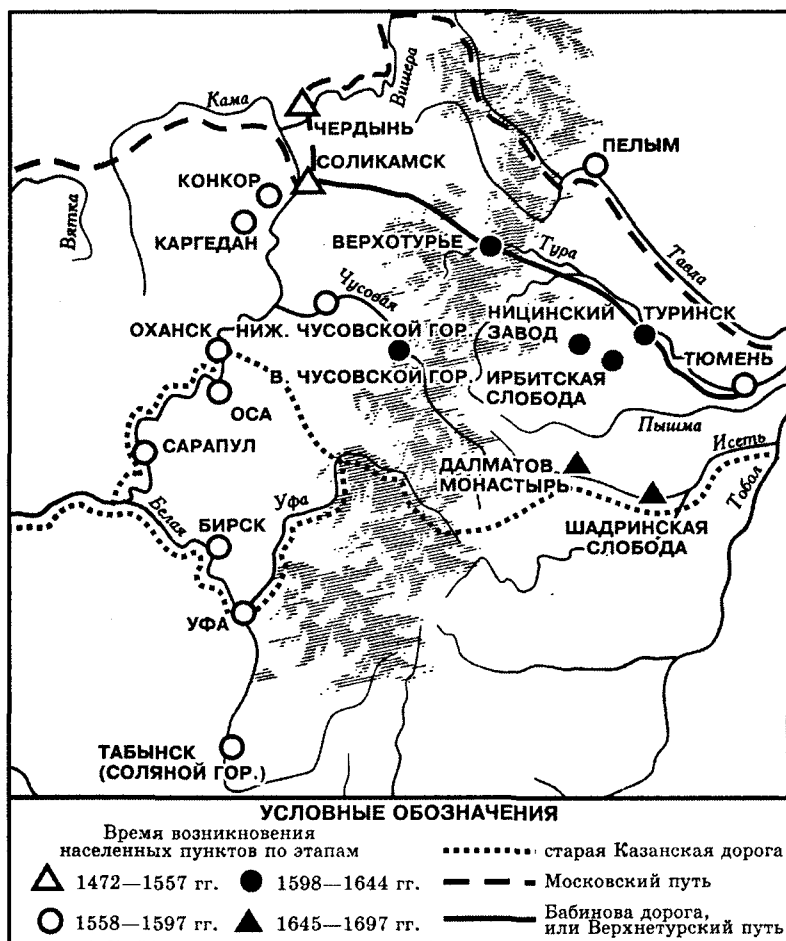 Вишера
Кама
ЧЕРДЫНЬ
ПЕЛЫМ
СОЛИКАМСК
КОНКОР
Вятка
КАРГЕДАН
ВЕРХОТУРЬЕ
Тура
Тавда
Чусовая
НИЦИНСКИЙ
ЗАВОД
ТУРИНСК
ОХАНСК
НИЖ. ЧУСОВСКОЙ ГОР.
ТЮМЕНЬ
В. ЧУСОВСКОЙ ГОР.
ИРБИТСКАЯ
СЛОБОДА
ОСА
Пышма
САРАПУЛ
Исеть
ДАЛМАТОВ
МОНАСТЫРЬ
Тобол
Уфа
Белая
БИРСК
ШАДРИНСКАЯ
СЛОБОДА
УФА
ТАБЫНСК
(СОЛЯНОЙ ГОР.)
УСЛОВНЫЕ ОБОЗНАЧЕНИЯ
Время возникновения
населенных пунктов по этапам
1472—1557 гг.
1598—1644 гг.
1558—1597 гг.
1645—1697 гг.
старая Казанская дорога
Московский путь
Бабинова дорога,
или Верхнетурский путь